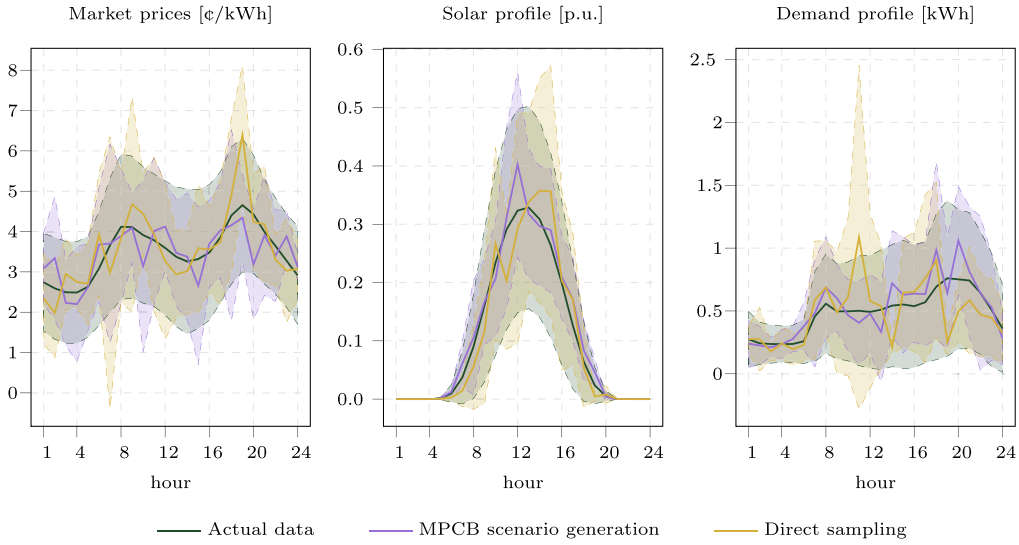 Market prices [¢/kWh]
Solar profile [p.u.]
Demand profile [kWh]
8
7
6
5
4
3
2
1
0
1 4 8 12 16 20 24
hour
0.6
0.5
0.4
0.3
0.2
0.1
0.0
1 4 8 12 16 20 24
hour
2.5
2
1.5
1
0.5
0
1 4 8 12 16 20 24
hour
Actual data
MPCB scenario generation
Direct sampling